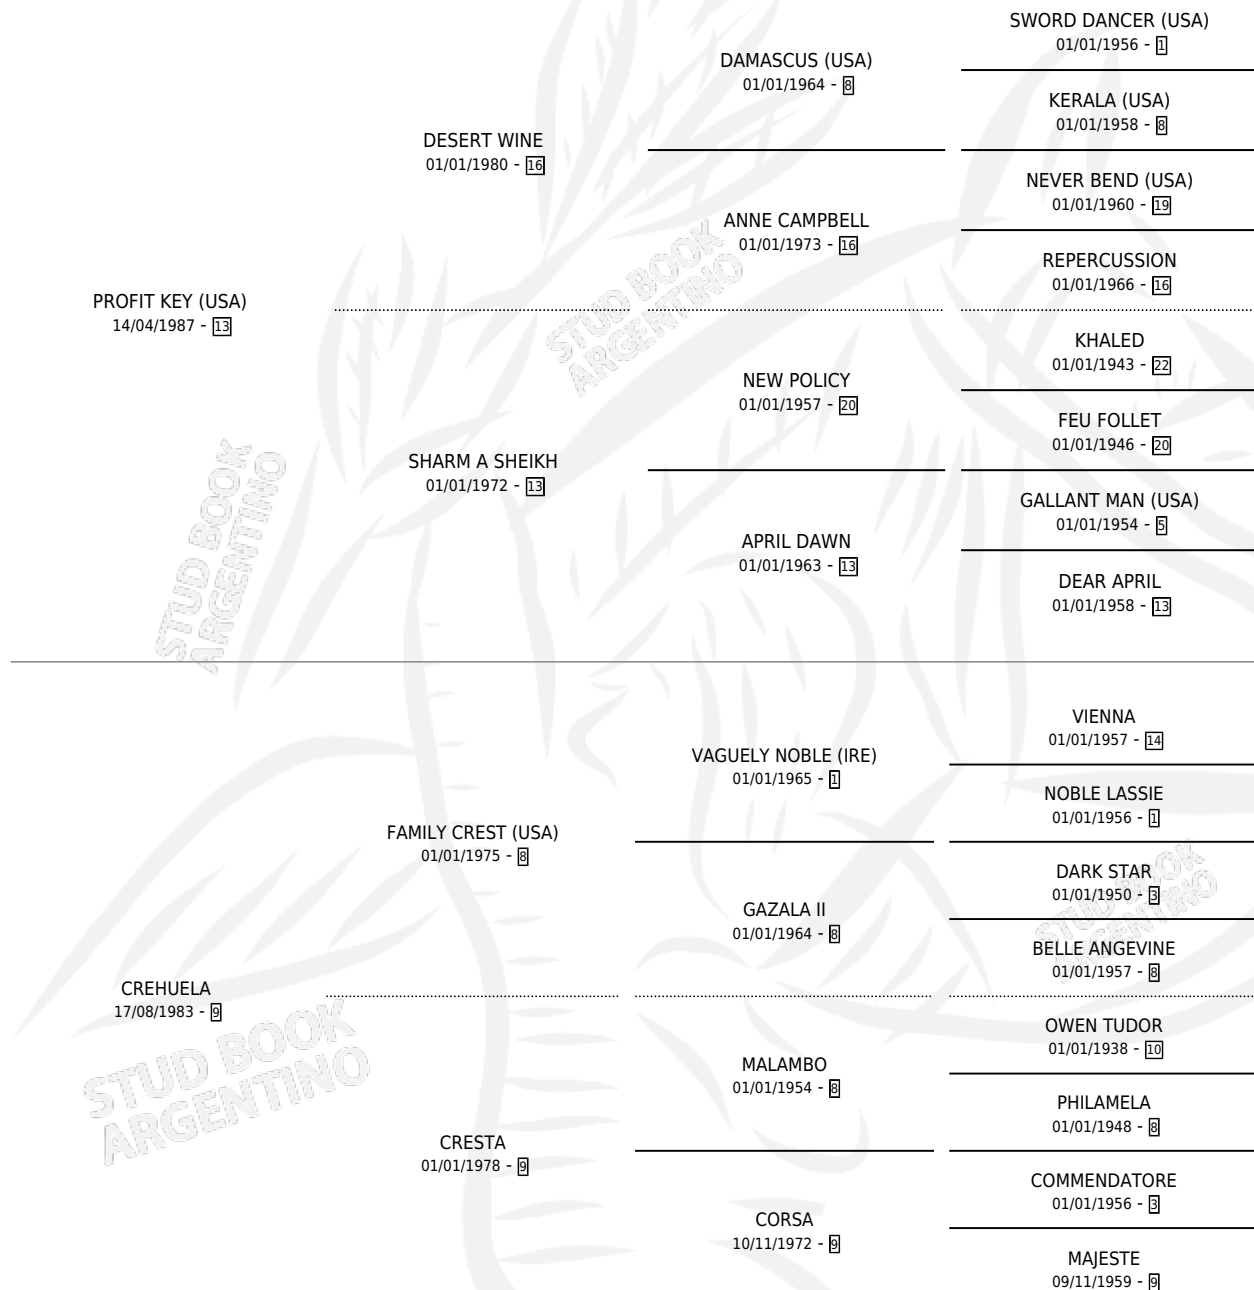 SWORD DANCER (USA)
01/01/1956 - 1
DAMASCUS (USA)
01/01/1964 - 8
KERALA (USA)
01/01/1958 - 8
DESERT WINE
01/01/1980 - 16
NEVER BEND (USA)
01/01/1960 - 19
ANNE CAMPBELL
01/01/1973 - 16
REPERCUSSION
01/01/1966 - 16
PROFIT KEY (USA)
14/04/1987 - 13
KHALED
01/01/1943 - 22
NEW POLICY
01/01/1957 - 20
FEU FOLLET
01/01/1946 - 20
SHARM A SHEIKH
01/01/1972 - 13
GALLANT MAN (USA)
01/01/1954 - 5
APRIL DAWN
01/01/1963 - 13
DEAR APRIL
01/01/1958 - 13
STUD BOOK
ARGENTINO
STUD BOOK
ARGENTINO
VIENNA
01/01/1957 - 14
VAGUELY NOBLE (IRE)
01/01/1965 - 1
NOBLE LASSIE
01/01/1956 - 1
FAMILY CREST (USA)
01/01/1975 - 8
DARK STAR
01/01/1950 - 3
GAZALA II
01/01/1964 - 8
BELLE ANGEVINE
01/01/1957 - 8
CREHUELA
17/08/1983 - 9
OWEN TUDOR
01/01/1938 - 10
MALAMBO
01/01/1954 - 8
PHILAMELA
01/01/1948 - 8
CRESTA
01/01/1978 - 9
COMMENDATORE
01/01/1956 - 3
CORSA
10/11/1972 - 9
MAJESTE
09/11/1959 - 9
STUD BOOK
ARGENTINO
STUD BOOK
ARGENTINO